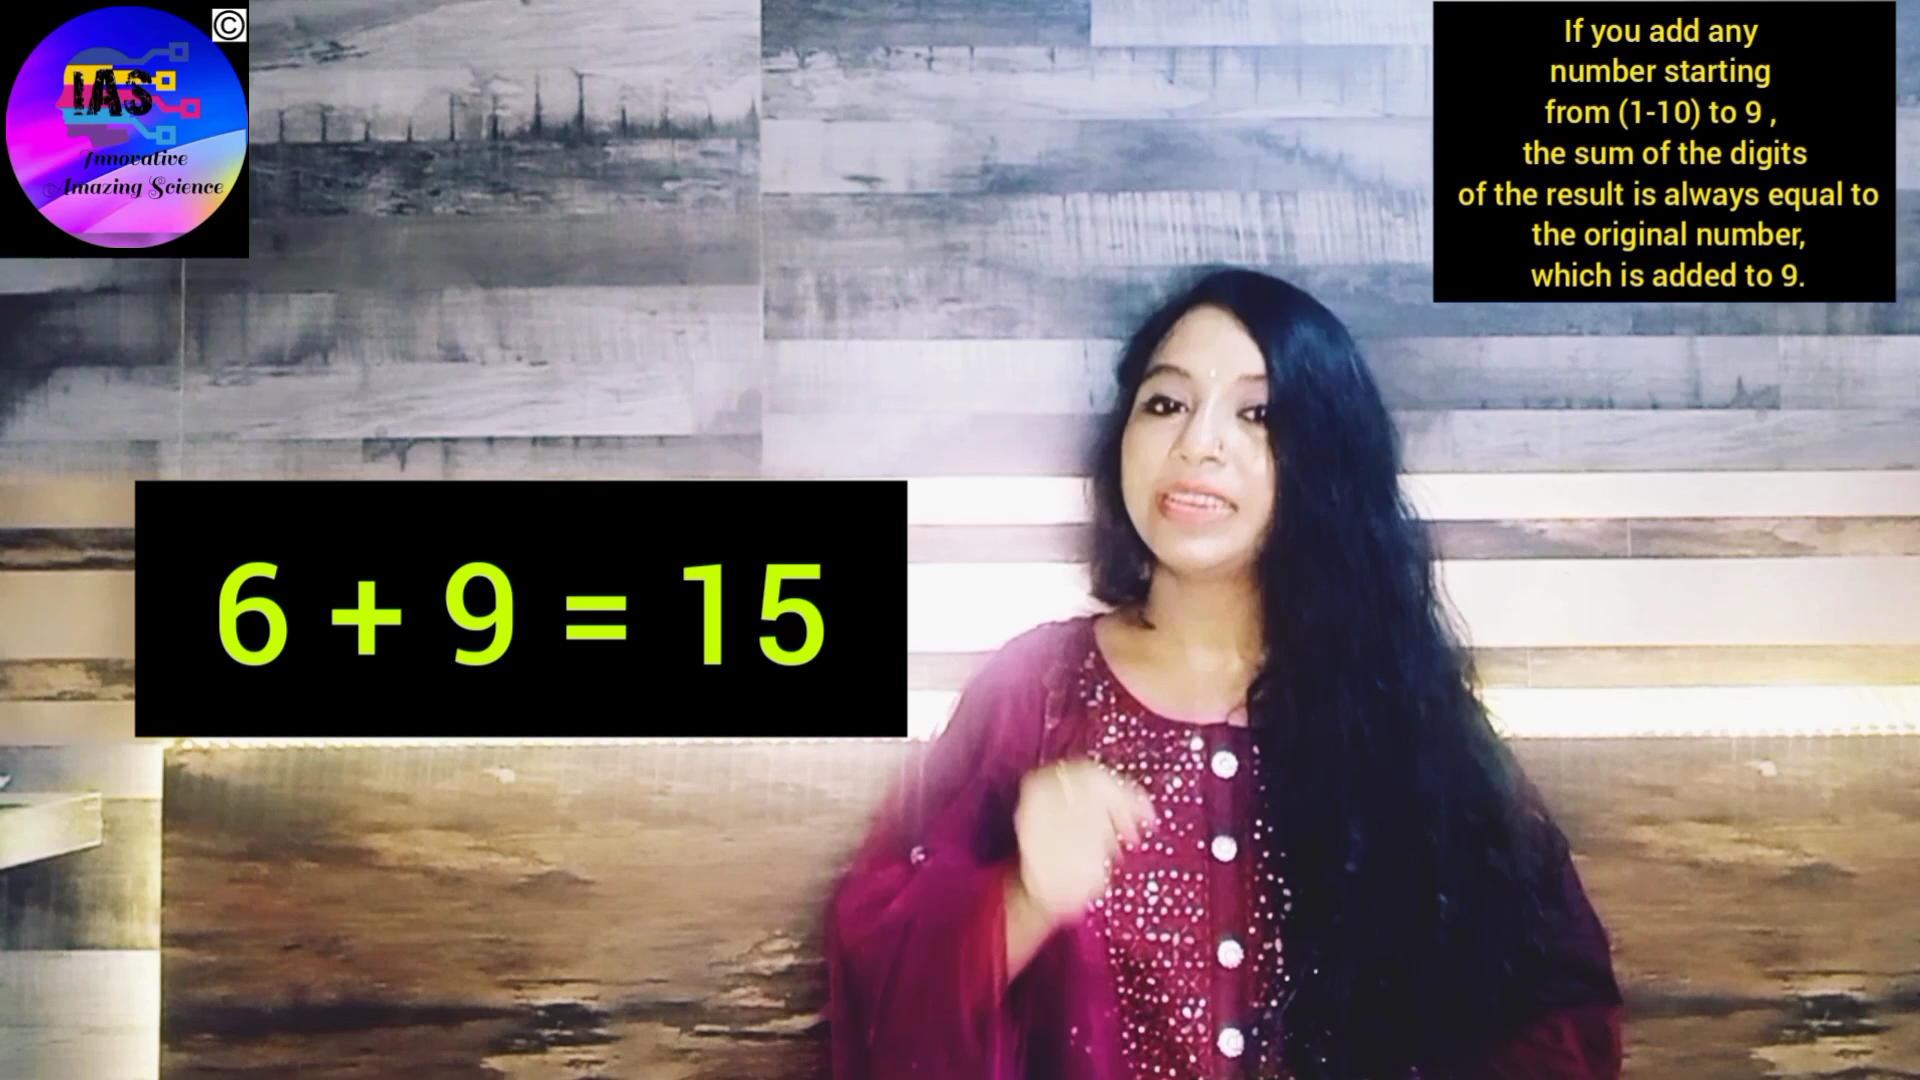 ©
IAS
Innovative
Amazing Science
If you add any
number starting
from (1-10) to 9 ,
the sum of the digits
of the result is always equal to
the original number,
which is added to 9.
6 + 9 = 15